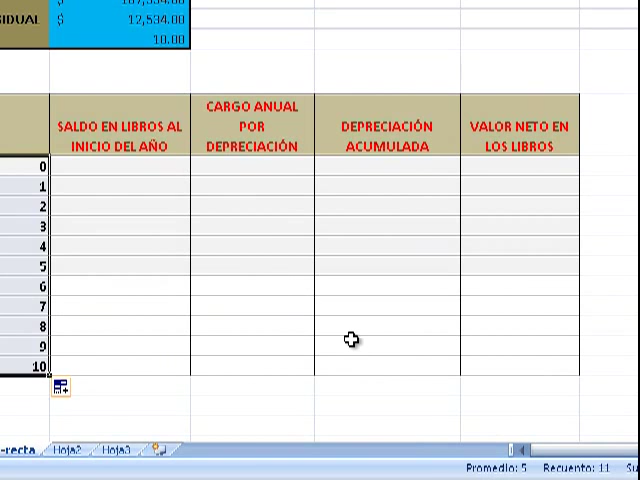 $
IDUAL $ 12,534.00
10.00
SALDO EN LIBROS AL INICIO DEL AÑO
CARGO ANUAL POR DEPRECIACIÓN
DEPRECIACIÓN ACUMULADA
VALOR NETO EN LOS LIBROS
0
1
2
3
4
5
6
7
8
9
10
-recta Hoja2 Hoja3
Promedio: 5 Recuento: 11 Su